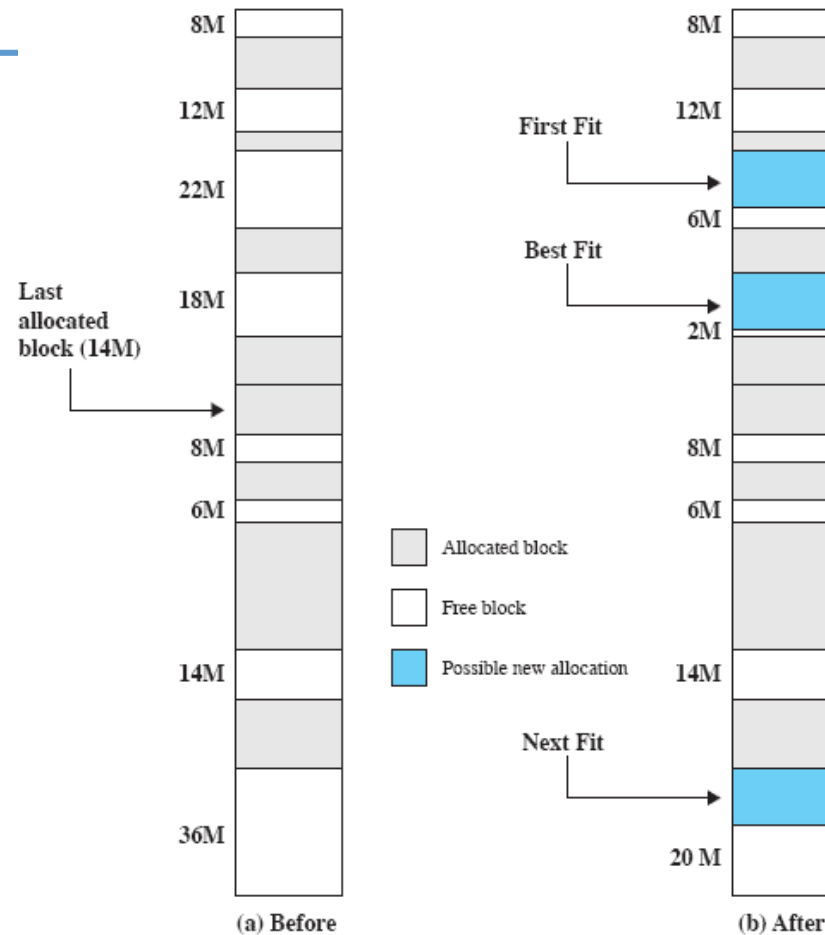 8M
12M
22M
18M
Last
allocated
block (14M)
8M
6M
14M
36M
(a) Before
Allocated block
Free block
Possible new allocation
8M
12M
First Fit
6M
Best Fit
2M
8M
6M
14M
Next Fit
20 M
(b) After